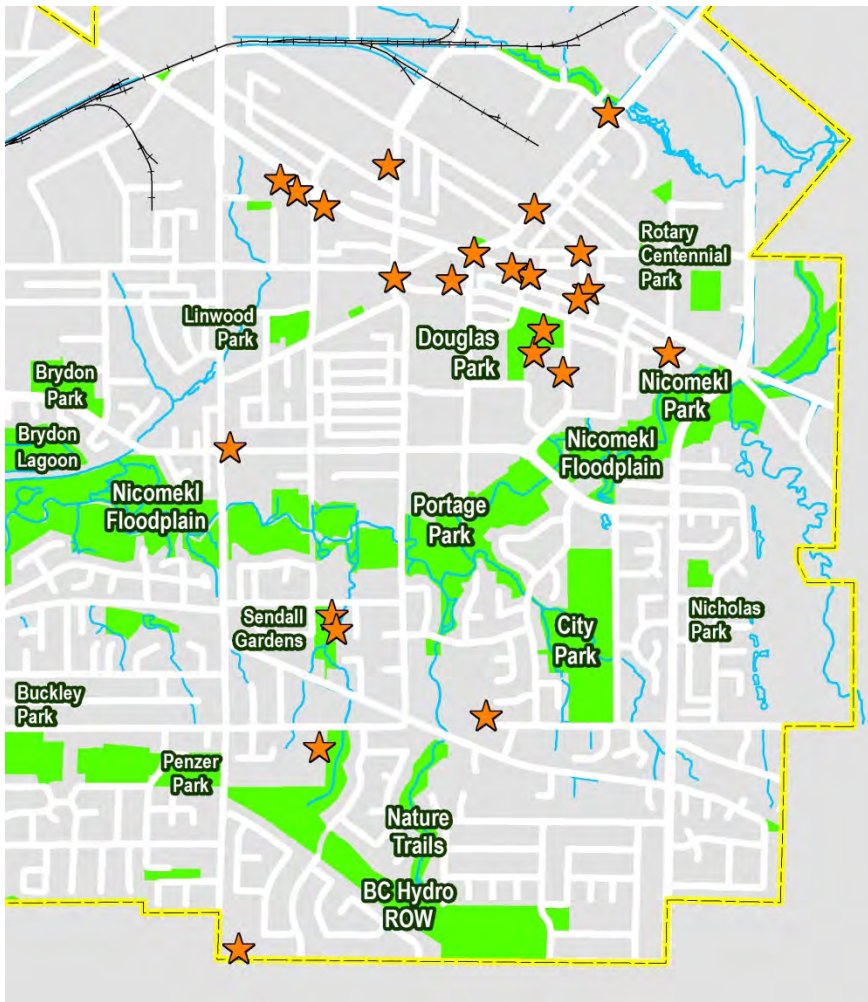 Rotary
Centennial
Park
Linwood
Park
Douglas
Park
Brydon
Park
Nicomekl
Park
Brydon
Lagoon
Nicomekl
Floodplain
Nicomekl
Floodplain
Portage
Park
Sendall
Gardens
City
Park
Nicholas
Park
Buckley
Park
Penzer
Park
Nature
Trails
BC Hydro
ROW